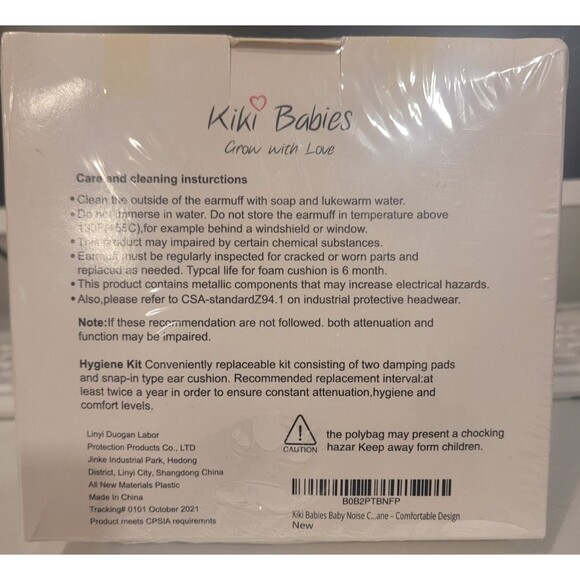 Kiki Babies
Grow with Love
Care and cleaning insturctions
•Clean the outside of the earmuff with soap and lukewarm water.
•Do not immerse in water. Do not store the earmuff in temperature above
130F(+55C),for example behind a windshield or window.
•This product may impaired by certain chemical substances.
•Earmuff must be regularly inspected for cracked or worn parts and
replaced as needed. Typcal life for foam cushion is 6 month.
•This product contains metallic components that may increase electrical hazards.
•Also,please refer to CSA-standardZ94.1 on industrial protective headwear.
Note:If these recommendation are not followed. both attenuation and
function may be impaired.
Hygiene Kit Conveniently replaceable kit consisting of two damping pads
and snap-in type ear cushion. Recommended replacement interval:at
least twice a year in order to ensure constant attenuation,hygiene and
comfort levels.
Linyi Duogan Labor
Protection Products Co., LTD
Jinke Industrial Park, Hedong
District, Linyi City, Shangdong China
All New Materials Plastic
Made In China
Tracking# 0101 October 2021
Product meets CPSIA requiremnts
CAUTION
the polybag may present a chocking
hazar Keep away form children.
B0B2PTBNFP
Kiki Babies Baby Noise C...ane – Comfortable Design
New